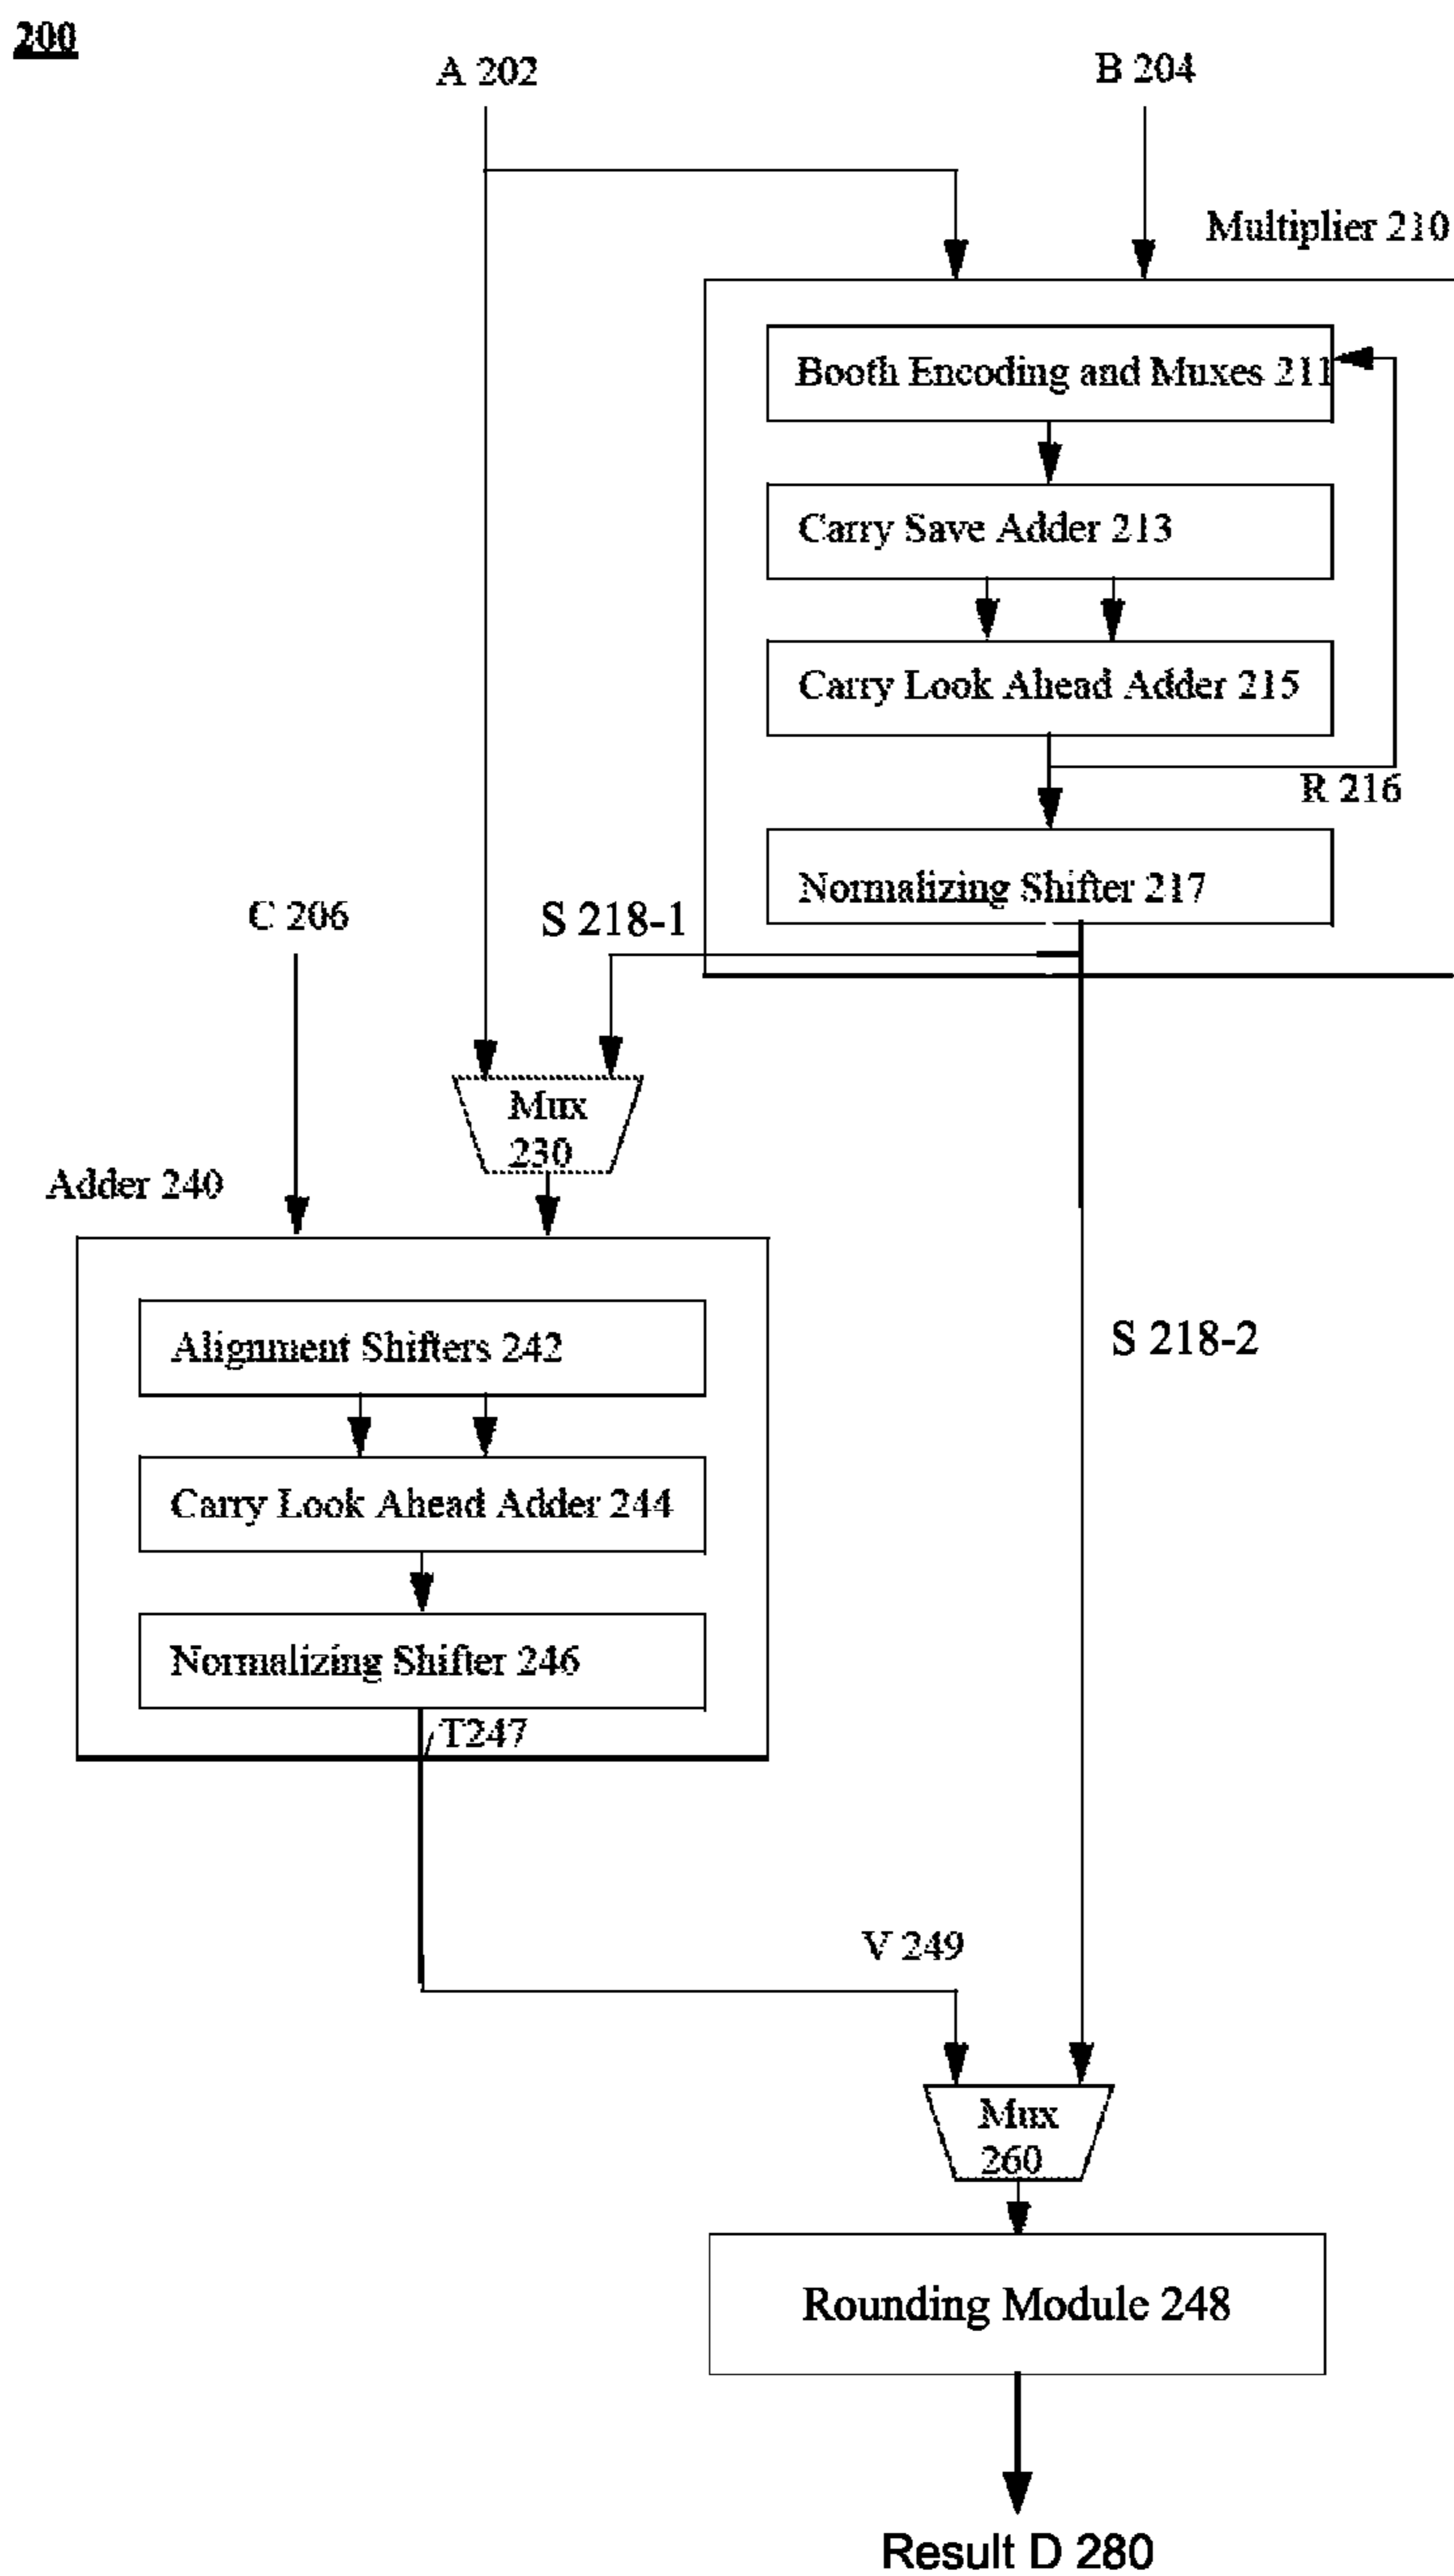 200
A 202
B 204
Multiplier 210
Booth Encoding and Muxes 211
Carry Save Adder 213
Carry Look Ahead Adder 215
R 216
Normalizing Shifter 217
C 206
S 218-1
Mux
230
Adder 240
Alignment Shifters 242
S 218-2
Carry Look Ahead Adder 244
Normalizing Shifter 246
T247
V 249
Mux
260
Rounding Module 248
Result D 280